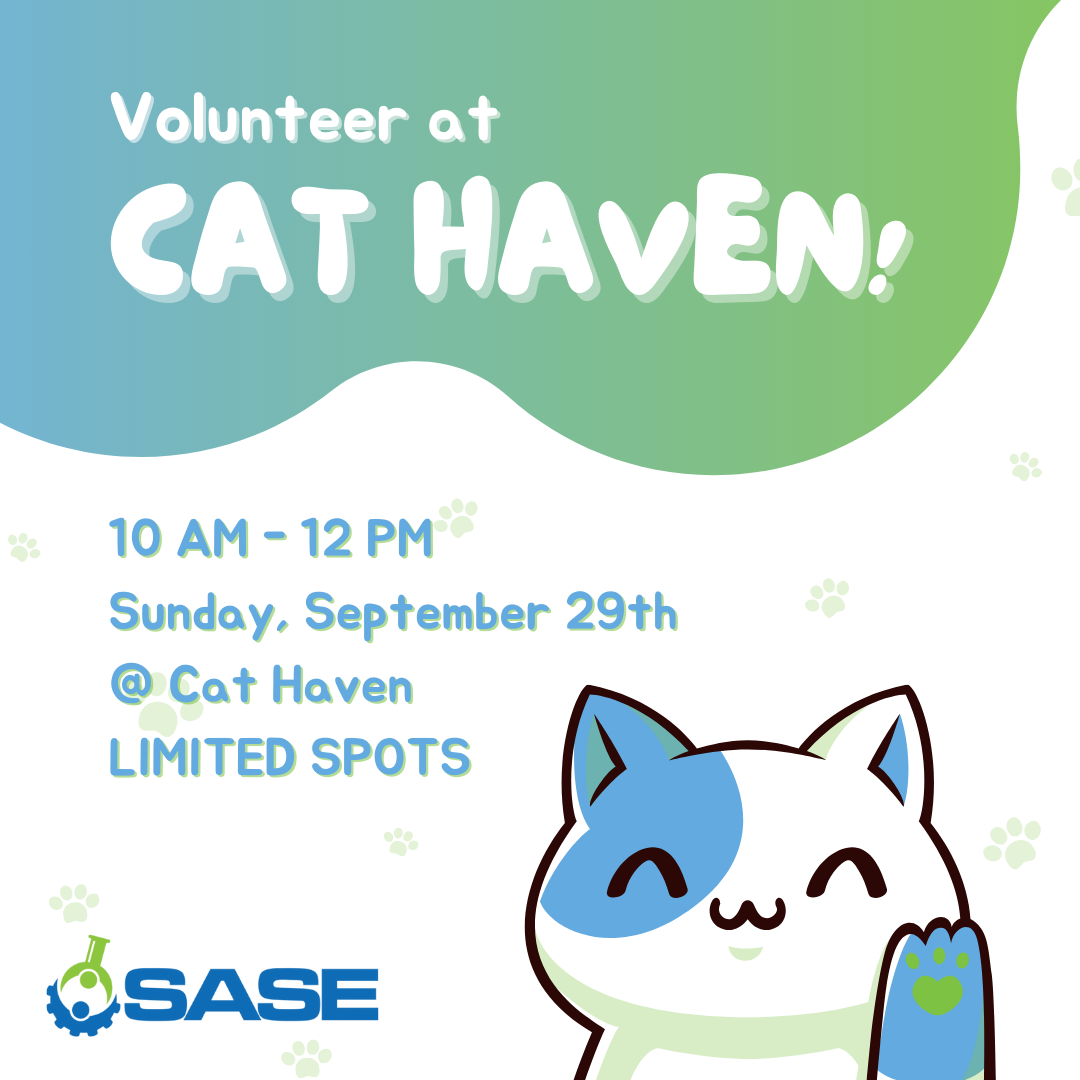 Volunteer at
CAT HAVEN!
10 AM - 12 PM
Sunday, September 29th
@ Cat Haven
LIMITED SPOTS
SASE